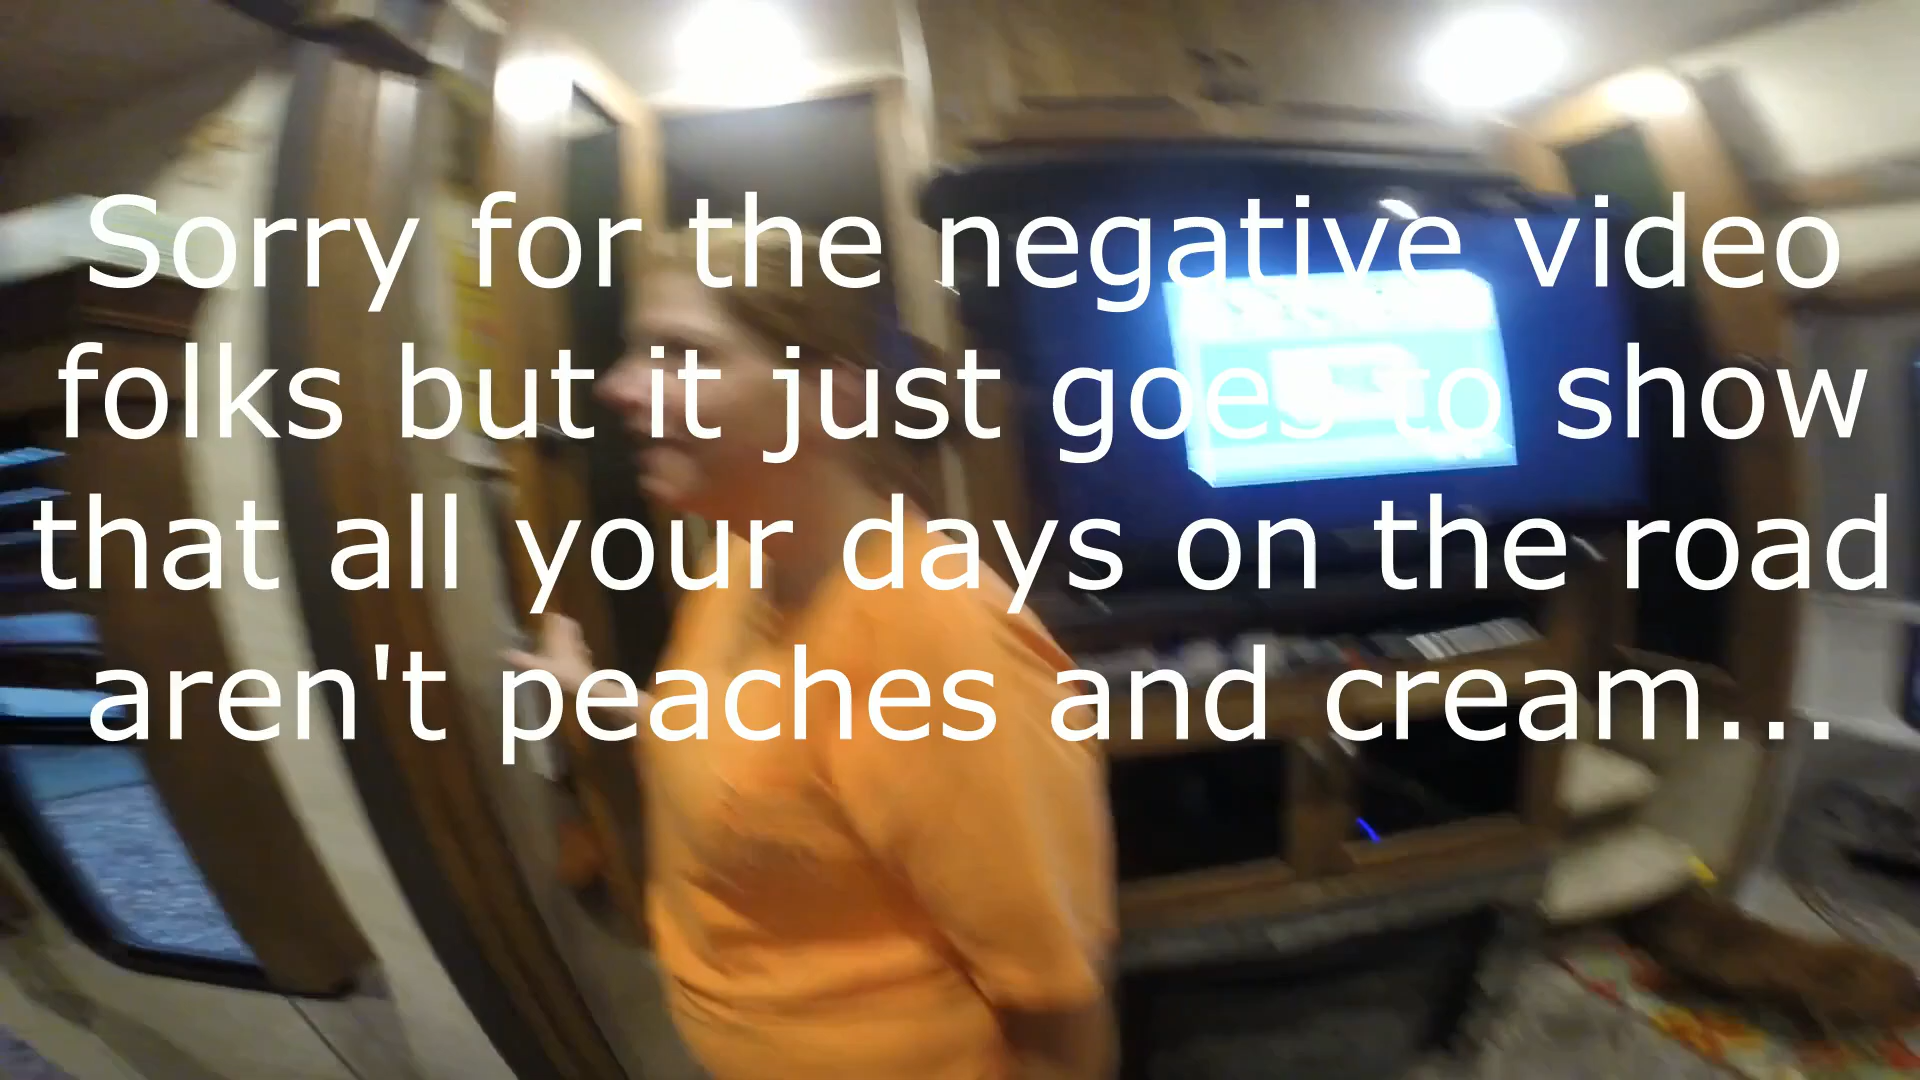 Sorry for the negative video
folks but it just goes to show
that all your days on the road
aren't peaches and cream...